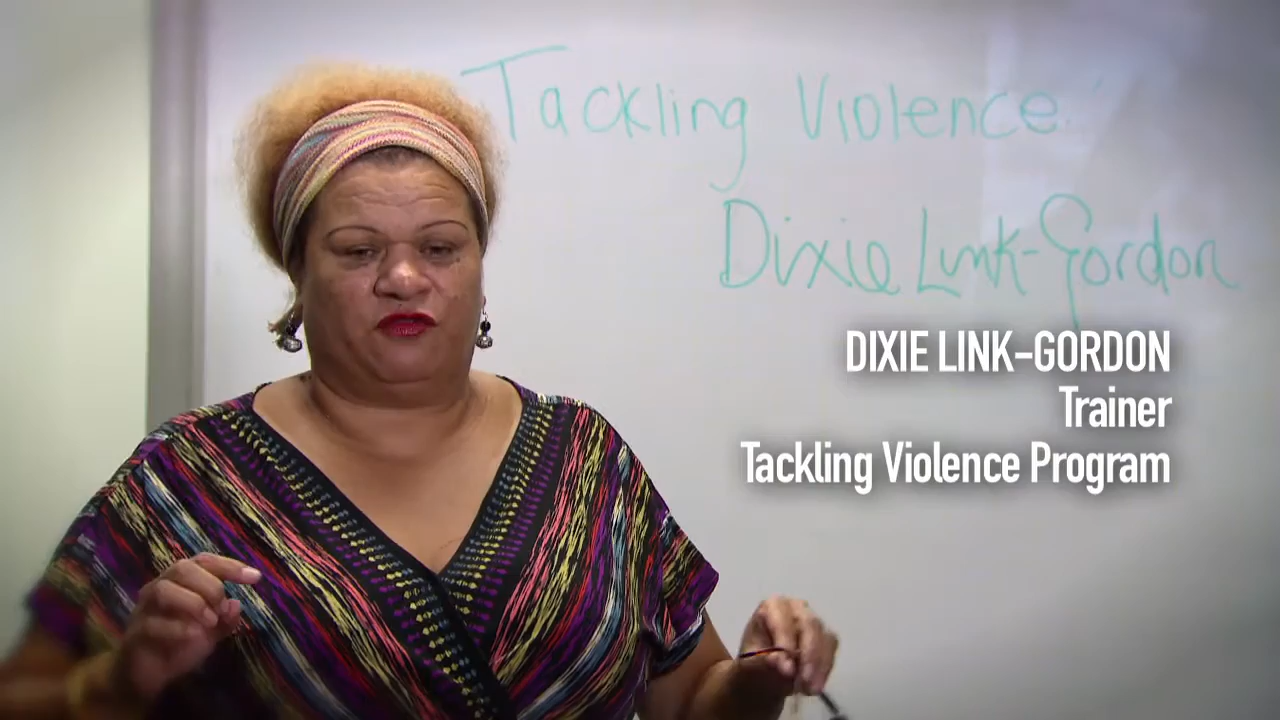 Tackling Violence
Dixie Link-Gordon
DIXIE LINK-GORDON
Trainer
Tackling Violence Program